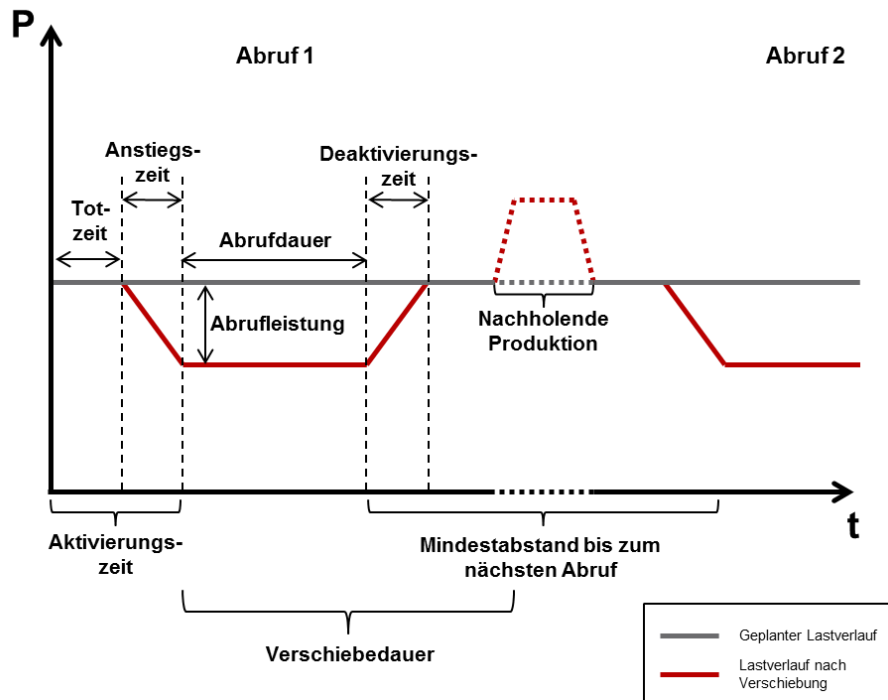 P
Abruf 1
Abruf 2
Anstiegs-
zeit
Deaktivierungs-
zeit
Tot-
zeit
Abrufdauer
Abrufleistung
Nachholende
Produktion
t
Aktivierungs-
zeit
Mindestabstand bis zum
nächsten Abruf
Verschiebedauer
Geplanter Lastverlauf
Lastverlauf nach
Verschiebung